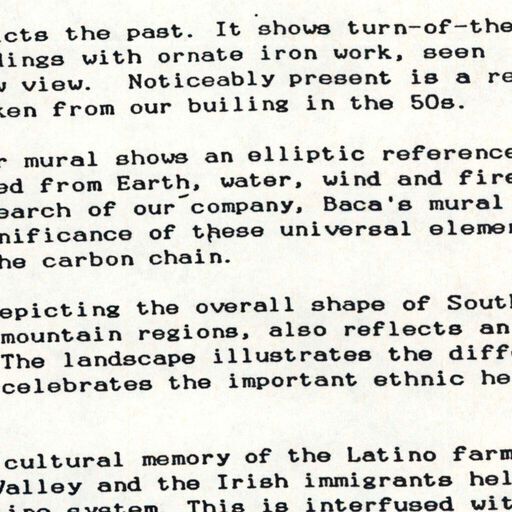 cts the past. It shows turn-of-the
lings with ornate iron work, seen
view. Noticeably present is a re
ken from our builing in the 50s.
r mural shows an elliptic reference
ed from Earth, water, wind and fire
earch of our company, Baca's mural
nificance of these universal elemen
he carbon chain.
epicting the overall shape of South
mountain regions, also reflects an
The landscape illustrates the diff
celebrates the important ethnic he
cultural memory of the Latino farm
Valley and the Irish immigrants hel
system. This is interfused wit